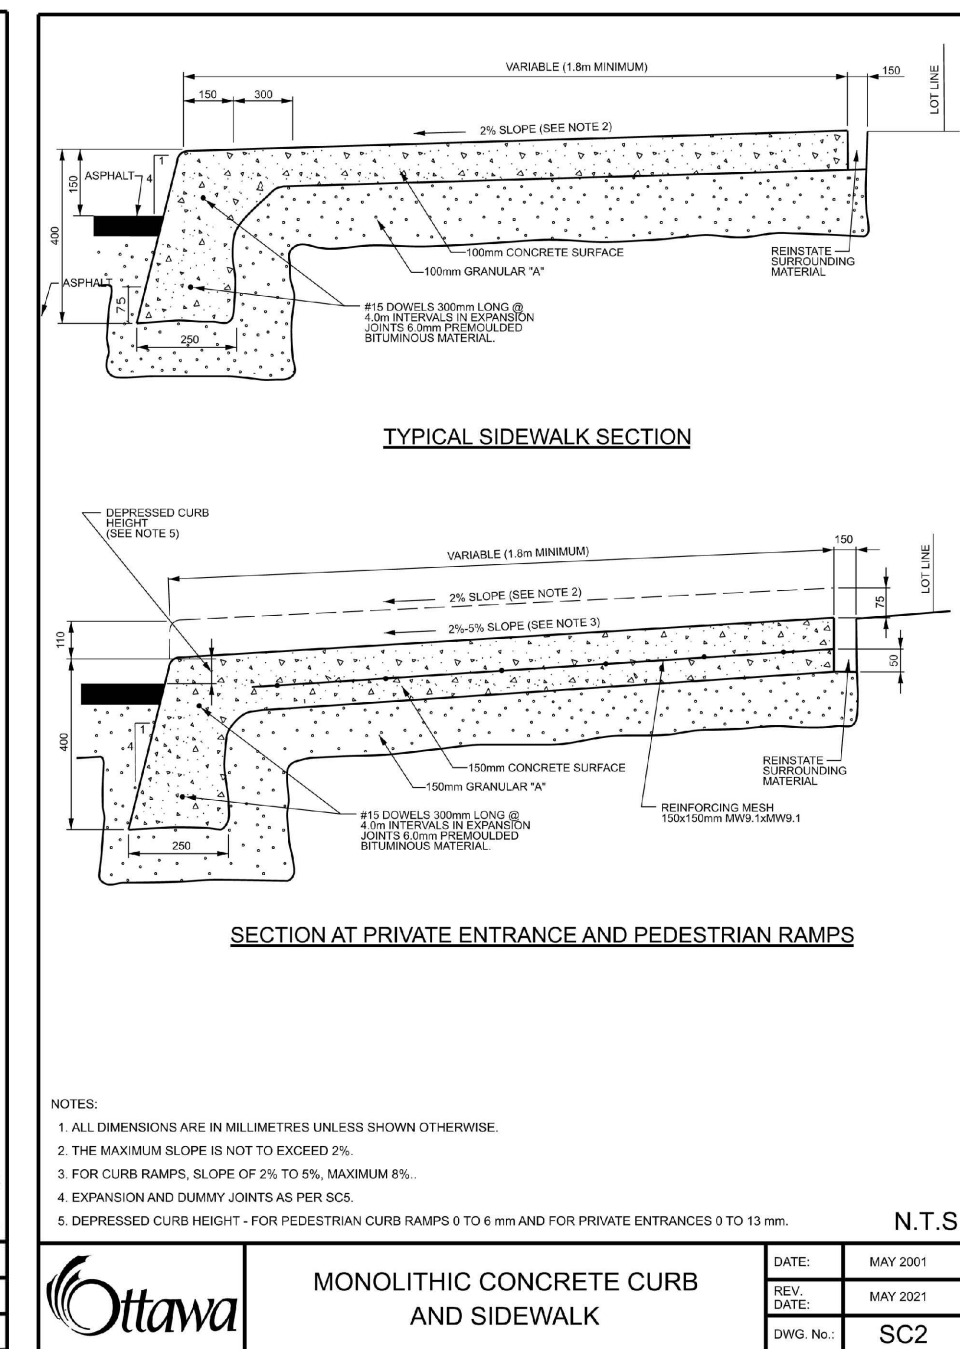 VARIABLE (1.8m MINIMUM)
150
LOT LINE
150
300
2% SLOPE (SEE NOTE 2)
ASPHALT
1
4
150
400
ASPHALT
75
250
100mm CONCRETE SURFACE
100mm GRANULAR "A"
REINSTATE
SURROUNDING
MATERIAL
#15 DOWELS 300mm LONG @
4.0m INTERVALS IN EXPANSION
JOINTS 6.0mm PREMOULDED
BITUMINOUS MATERIAL.
TYPICAL SIDEWALK SECTION
DEPRESSED CURB
HEIGHT
(SEE NOTE 5)
VARIABLE (1.8m MINIMUM)
150
LOT LINE
2% SLOPE (SEE NOTE 2)
75
2%-5% SLOPE (SEE NOTE 3)
110
50
400
1
4
150mm CONCRETE SURFACE
150mm GRANULAR "A"
REINSTATE
SURROUNDING
MATERIAL
#15 DOWELS 300mm LONG @
4.0m INTERVALS IN EXPANSION
JOINTS 6.0mm PREMOULDED
BITUMINOUS MATERIAL.
REINFORCING MESH
150x150mm MW9.1xMW9.1
250
SECTION AT PRIVATE ENTRANCE AND PEDESTRIAN RAMPS
NOTES:
1. ALL DIMENSIONS ARE IN MILLIMETRES UNLESS SHOWN OTHERWISE.
2. THE MAXIMUM SLOPE IS NOT TO EXCEED 2%.
3. FOR CURB RAMPS, SLOPE OF 2% TO 5%, MAXIMUM 8%..
4. EXPANSION AND DUMMY JOINTS AS PER SC5.
5. DEPRESSED CURB HEIGHT - FOR PEDESTRIAN CURB RAMPS 0 TO 6 mm AND FOR PRIVATE ENTRANCES 0 TO 13 mm.
N.T.S
Ottawa
MONOLITHIC CONCRETE CURB
AND SIDEWALK
DATE: MAY 2001
REV.
DATE: MAY 2021
DWG. No.: SC2